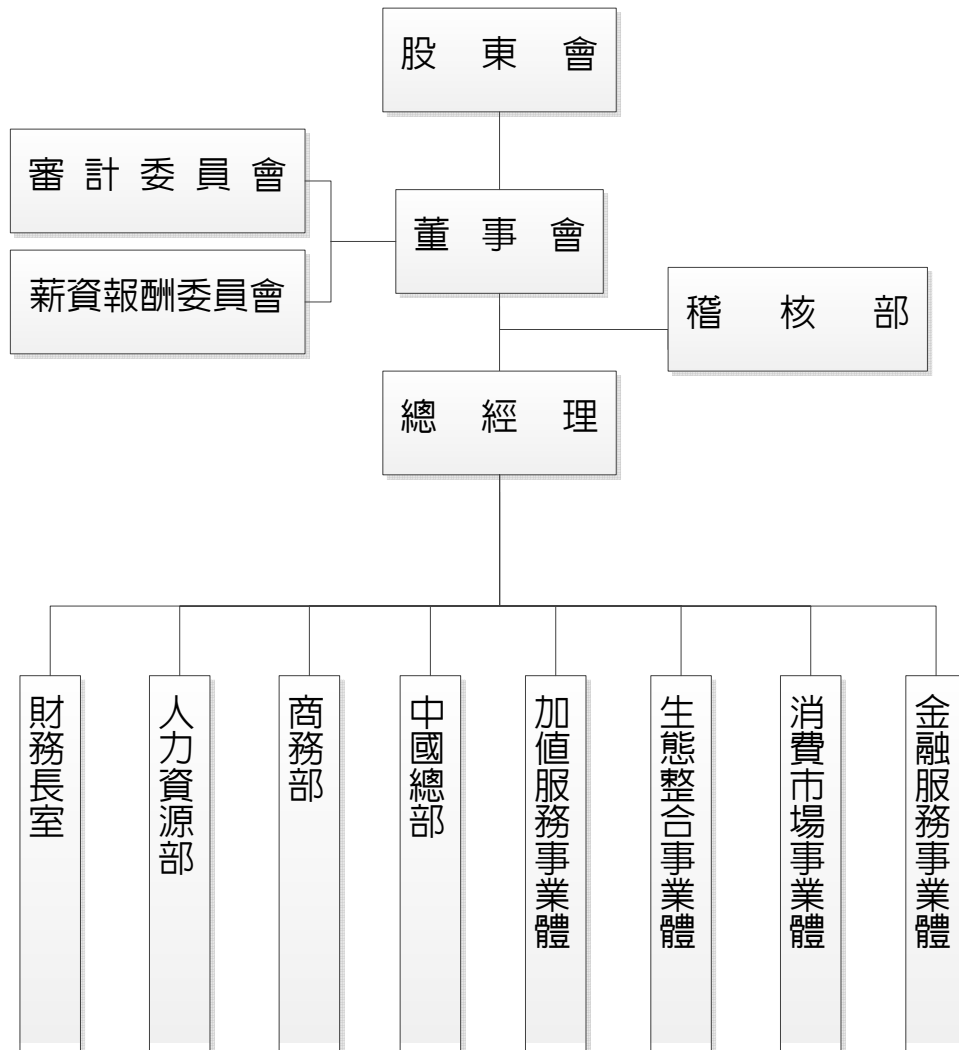 股東會
審計委員會
董事會
薪資報酬委員會
稽核部
總經理
財務長室
人力資源部
商務部
中國總部
加值服務事業體
生態整合事業體
消費市場事業體
金融服務事業體